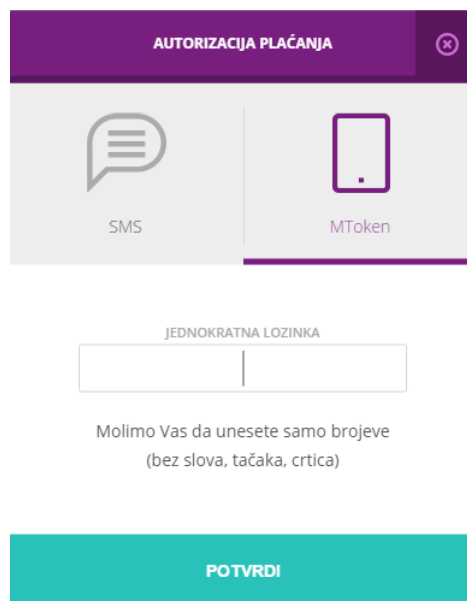 AUTORIZACIJA PLAĆANJA
SMS
MToken
JEDNOKRATNA LOZINKA
Molimo Vas da unesete samo brojeve
(bez slova, tačaka, crtica)
POTVRDI